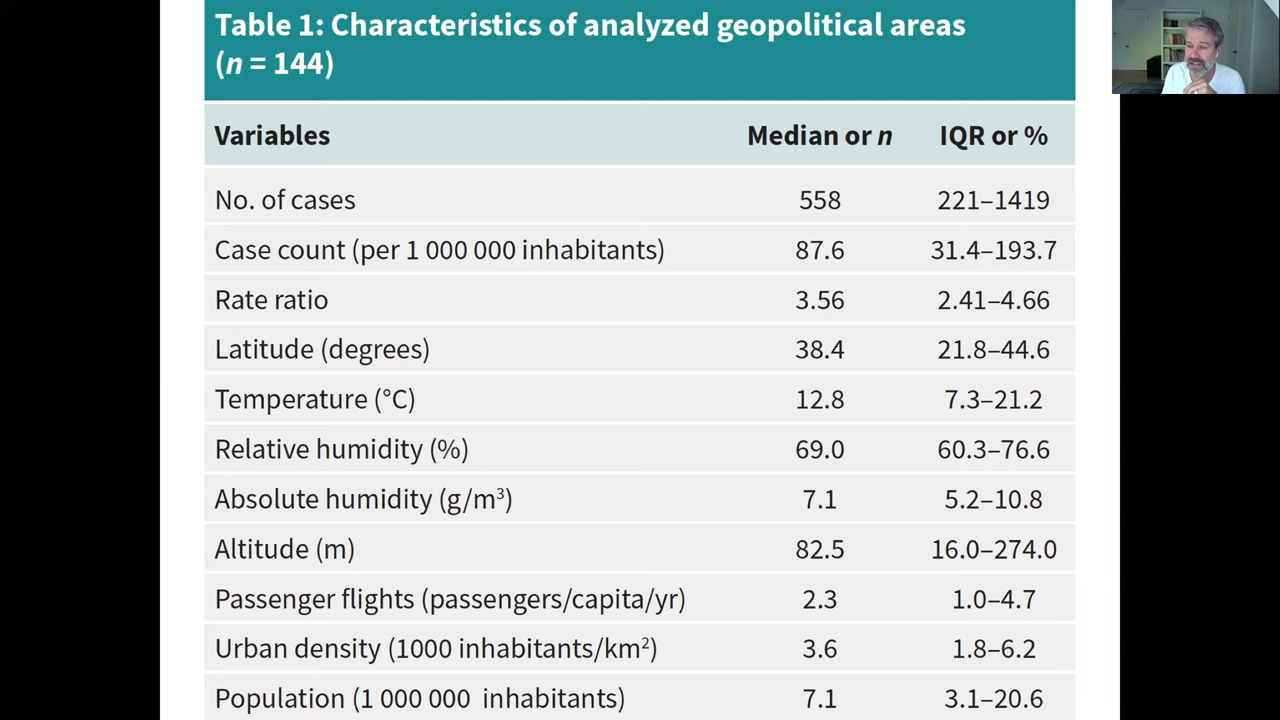 Table 1: Characteristics of analyzed geopolitical areas
(n = 144)
Variables Median or n IQR or %
No. of cases 558 221–1419
Case count (per 1 000 000 inhabitants) 87.6 31.4–193.7
Rate ratio 3.56 2.41–4.66
Latitude (degrees) 38.4 21.8–44.6
Temperature (°C) 12.8 7.3–21.2
Relative humidity (%) 69.0 60.3–76.6
Absolute humidity (g/m³) 7.1 5.2–10.8
Altitude (m) 82.5 16.0–274.0
Passenger flights (passengers/capita/yr) 2.3 1.0–4.7
Urban density (1000 inhabitants/km²) 3.6 1.8–6.2
Population (1 000 000 inhabitants) 7.1 3.1–20.6